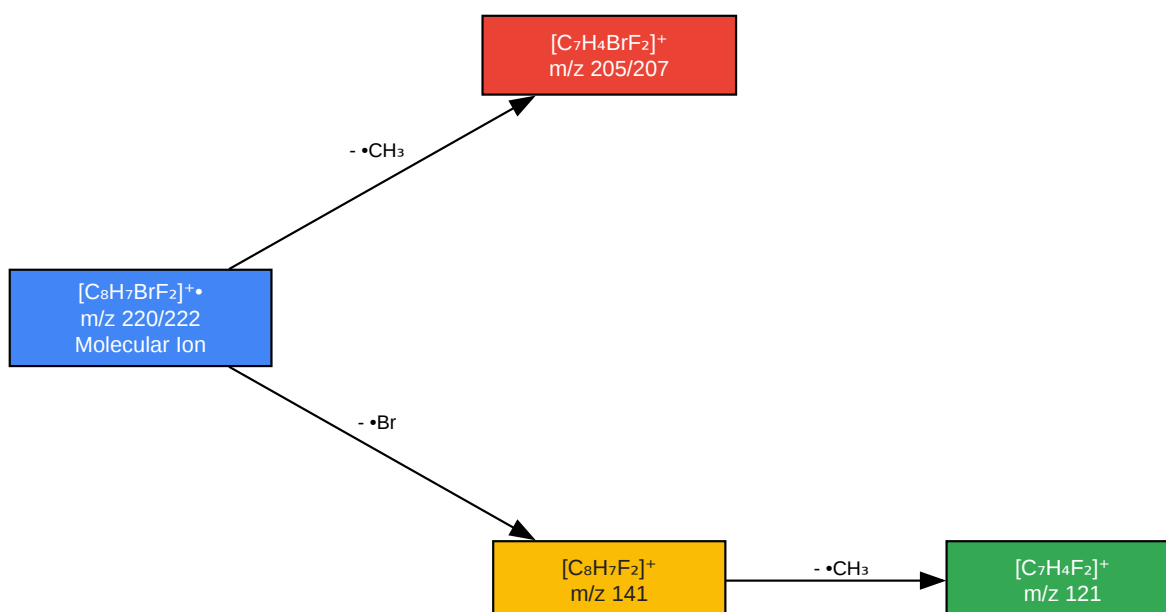 [C₇H₄BrF₂]⁺
m/z 205/207
- •CH₃
[C₈H₇BrF₂]⁺•
m/z 220/222
Molecular Ion
- •Br
[C₈H₇F₂]⁺
m/z 141
- •CH₃
[C₇H₄F₂]⁺
m/z 121